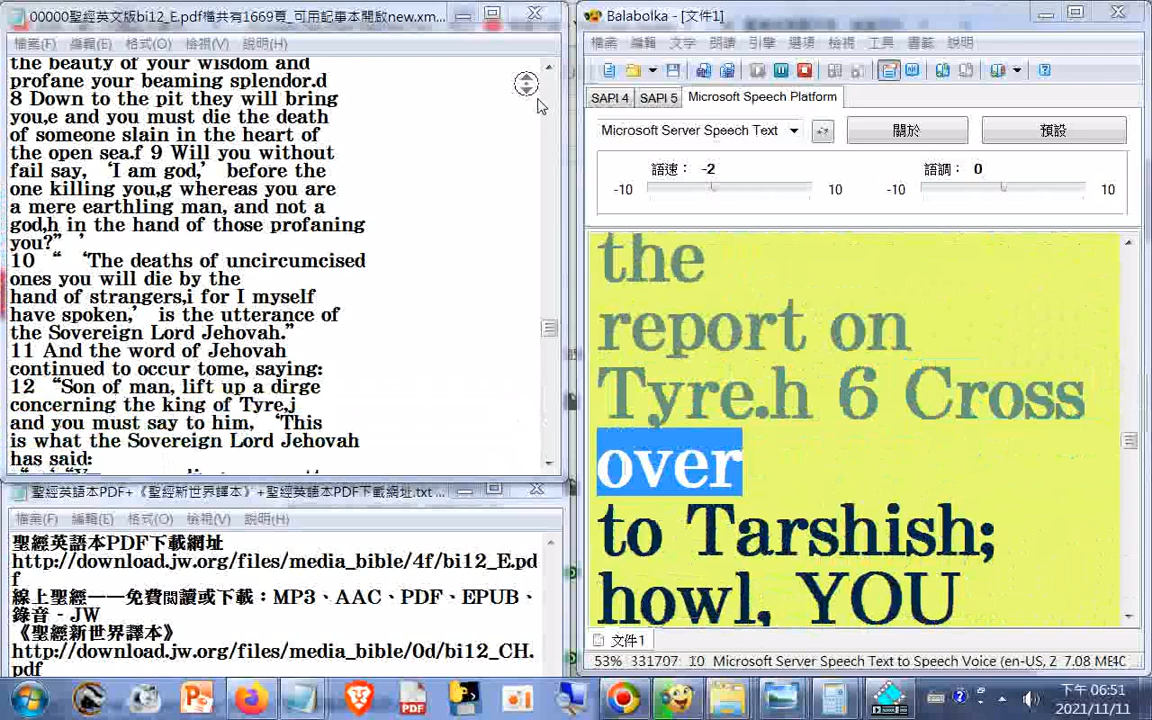 00000聖經英文版bi12_E.pdf檔共有1669頁_可用記事本開啟new.xm...
檔案(F) 編輯(E) 格式(O) 檢視(V) 說明(H)
the beauty of your wisdom and
profane your beaming splendor.d
8 Down to the pit they will bring
you,e and you must die the death
of someone slain in the heart of
the open sea.f 9 Will you without
fail say, ‘I am god,’ before the
one killing you,g whereas you are
a mere earthling man, and not a
god,h in the hand of those profaning
you?” ’
10 “ ‘The deaths of uncircumcised
ones you will die by the
hand of strangers,i for I myself
have spoken,’ is the utterance of
the Sovereign Lord Jehovah.”
11 And the word of Jehovah
continued to occur tome, saying:
12 “Son of man, lift up a dirge
concerning the king of Tyre,j
and you must say to him, ‘This
is what the Sovereign Lord Jehovah
has said:
聖經英語本PDF+《聖經新世界譯本》+聖經英語本PDF下載網址.txt ...
檔案(F) 編輯(E) 格式(O) 檢視(V) 說明(H)
聖經英語本PDF下載網址
http://download.jw.org/files/media_bible/4f/bi12_E.pd
f
線上聖經——免費閱讀或下載：MP3、AAC、PDF、EPUB、
錄音 - JW
《聖經新世界譯本》
http://download.jw.org/files/media_bible/0d/bi12_CH.
pdf
Balabolka - [文件1]
檔案 編輯 文字 朗讀 引擎 選項 檢視 工具 書籤 說明
SAPI 4 SAPI 5 Microsoft Speech Platform
Microsoft Server Speech Text 關於 預設
語速： -2 語調： 0
-10 10 -10 10
the
report on
Tyre.h 6 Cross
over
to Tarshish;
howl, YOU
文件1
53% 331707 10 Microsoft Server Speech Text to Speech Voice (en-US, Z 7.08 ME4C
PDF
下午 06:51
2021/11/11